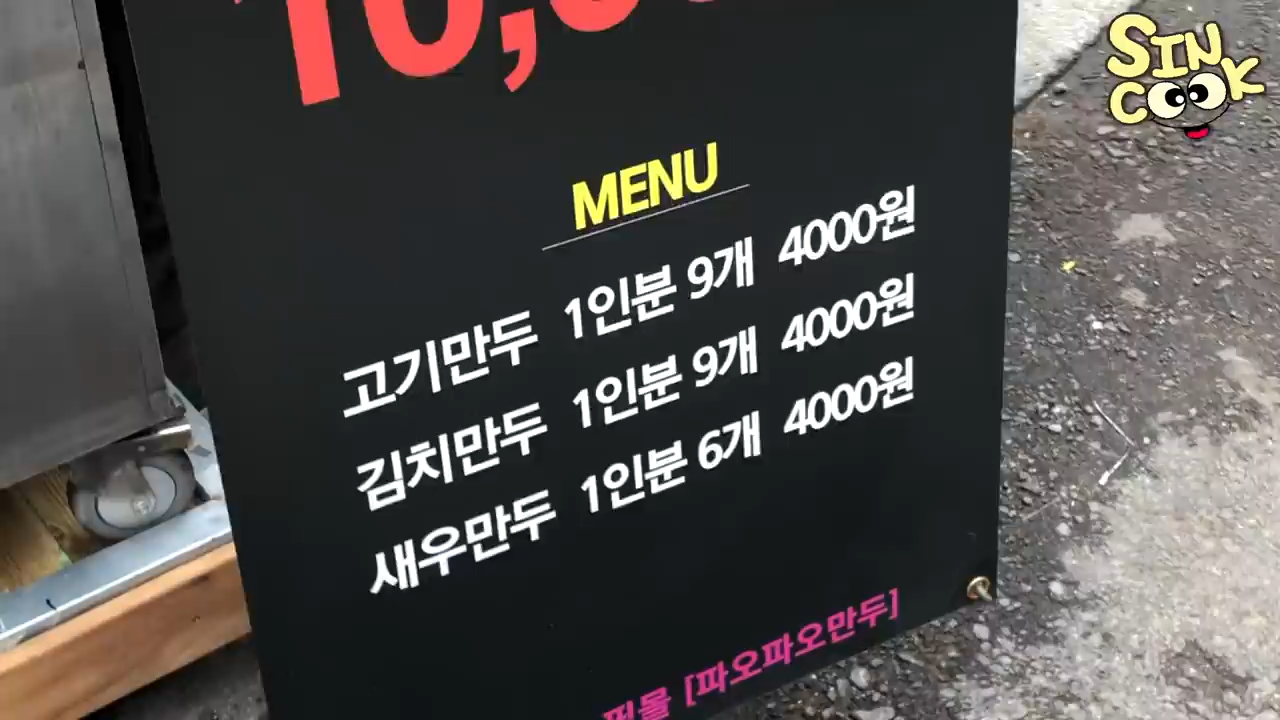 SIN
COOK
MENU
고기만두 1인분 9개 4000원
김치만두 1인분 9개 4000원
새우만두 1인분 6개 4000원
[파오파오만두]